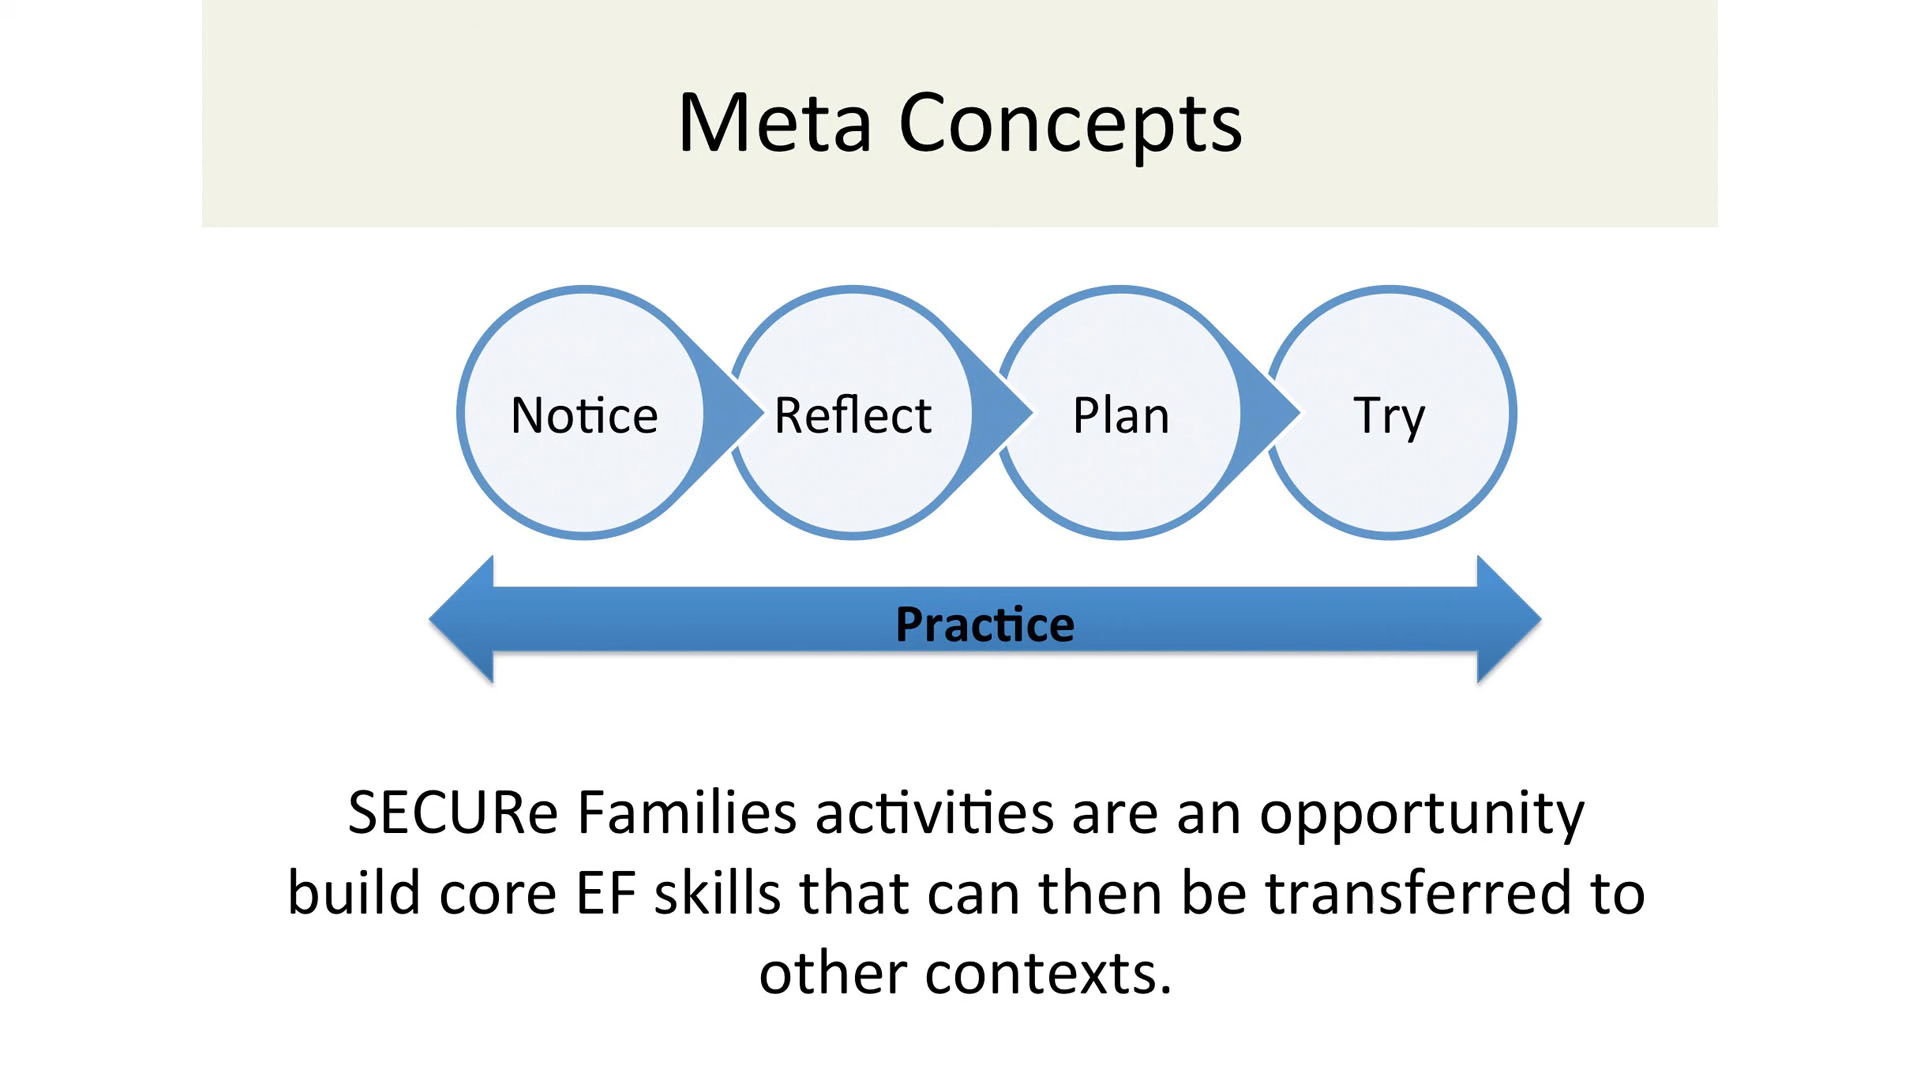 Meta Concepts
Notice
Reflect
Plan
Try
Practice
SECURe Families activities are an opportunity
build core EF skills that can then be transferred to
other contexts.